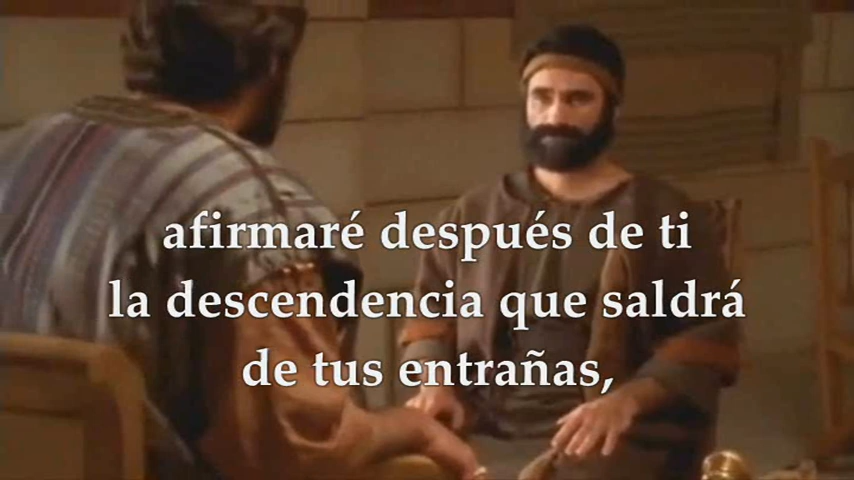 afirmaré después de ti
la descendencia que saldrá
de tus entrañas,